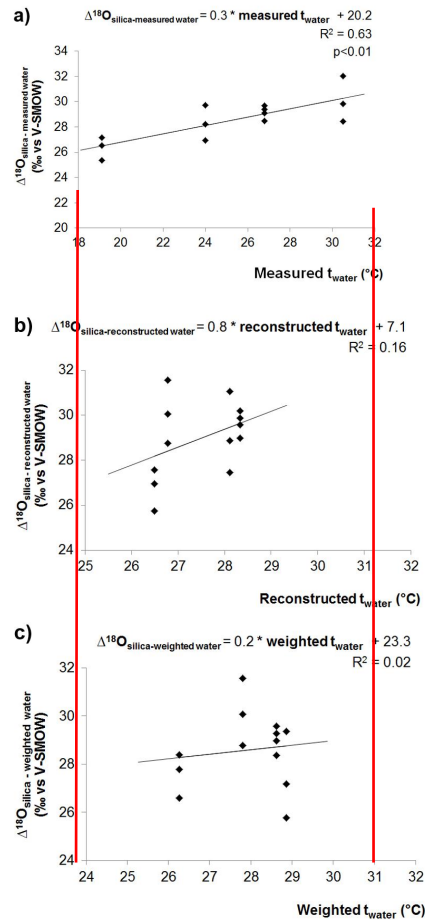 a)
Δ18Osilica-measured water = 0.3 * measured twater + 20.2
R2 = 0.63
p<0.01
Δ18Osilica - measured water
(‰ vs V-SMOW)
34
32
30
28
26
24
22
20
18 20 22 24 26 28 30 32
Measured twater (°C)
b)
Δ18Osilica-reconstructed water = 0.8 * reconstructed twater + 7.1
R2 = 0.16
Δ18Osilica - reconstructed water
(‰ vs V-SMOW)
32
30
28
26
24
25 26 27 28 29 30 31 32
Reconstructed twater (°C)
c)
Δ18Osilica-weighted water = 0.2 * weighted twater + 23.3
R2 = 0.02
Δ18Osilica - weighted water
(‰ vs V-SMOW)
32
30
28
26
24
24 25 26 27 28 29 30 31 32
Weighted twater (°C)